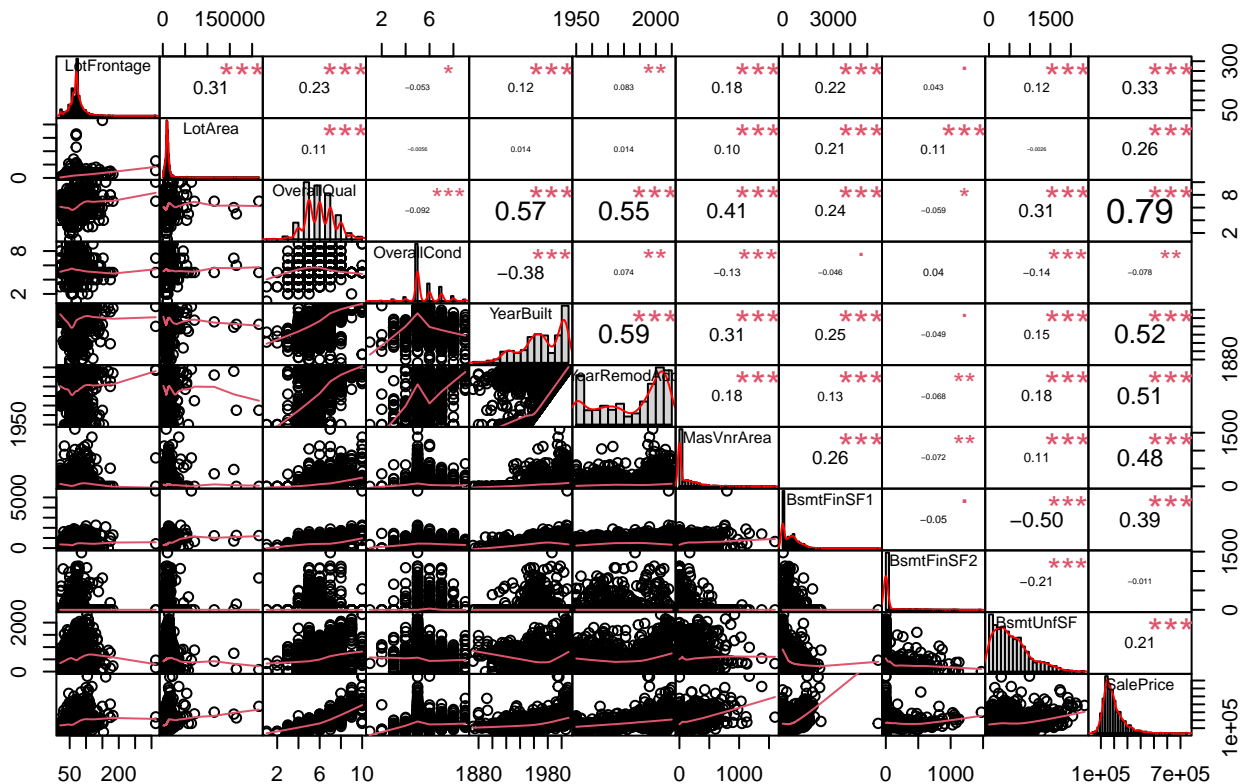 0 150000 2 6 1950 2000 0 3000 0 1500
LotFrontage 0.31 *** 0.23 *** −0.053 * 0.12 *** 0.083 ** 0.18 *** 0.22 *** 0.043 . 0.12 *** 0.33 *** 50 300
0 LotArea 0.11 *** −0.0056 0.014 0.014 0.10 *** 0.21 *** 0.11 *** −0.0026 0.26 ***
OverallQual −0.092 *** 0.57 *** 0.55 *** 0.41 *** 0.24 *** −0.059 * 0.31 *** 0.79 *** 2 8
2 8 OverallCond −0.38 *** 0.074 ** −0.13 *** −0.046 . 0.04 −0.14 *** −0.078 **
YearBuilt 0.59 *** 0.31 *** 0.25 *** −0.049 . 0.15 *** 0.52 *** 1880
1950 YearRemodAdd 0.18 *** 0.13 *** −0.068 ** 0.18 *** 0.51 ***
MasVnrArea 0.26 *** −0.072 ** 0.11 *** 0.48 *** 0 1500
0 5000 BsmtFinSF1 −0.05 . −0.50 *** 0.39 ***
BsmtFinSF2 −0.21 *** −0.011 0 1500
0 2000 BsmtUnfSF 0.21 ***
SalePrice 1e+05
50 200 2 6 10 1880 1980 0 1000 0 1000 1e+05 7e+05